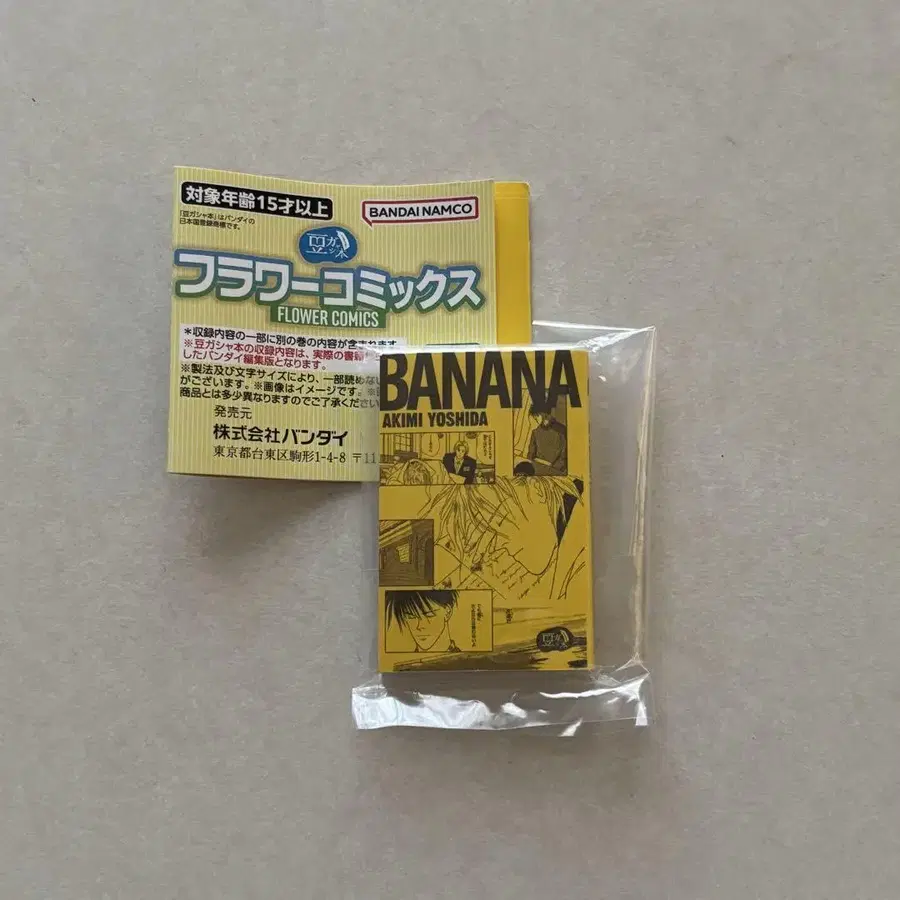 対象年齢15才以上
BANDAI NAMCO
「豆ガシャ本」はバンダイの
日本国登録商標です。
豆ガシャ本
フラワーコミックス
FLOWER COMICS
＊収録内容の一部に別の巻の内容が含まれます。
※豆ガシャ本の収録内容は、実際の書籍
したバンダイ編集版となります。
※製法及び文字サイズにより、一部読めない
がございます。※画像はイメージです。※
商品とは多少異なりますのでご了承ください
発売元
株式会社バンダイ
東京都台東区駒形1-4-8 〒11
BANANA
AKIMI YOSHIDA
豆ガシャ本